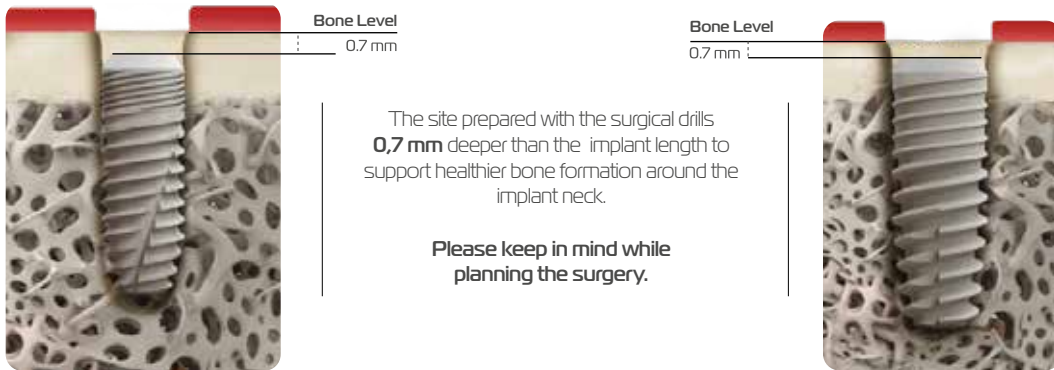 Bone Level
0.7 mm
The site prepared with the surgical drills
0,7 mm deeper than the implant length to
support healthier bone formation around the
implant neck.
Please keep in mind while
planning the surgery.
Bone Level
0.7 mm